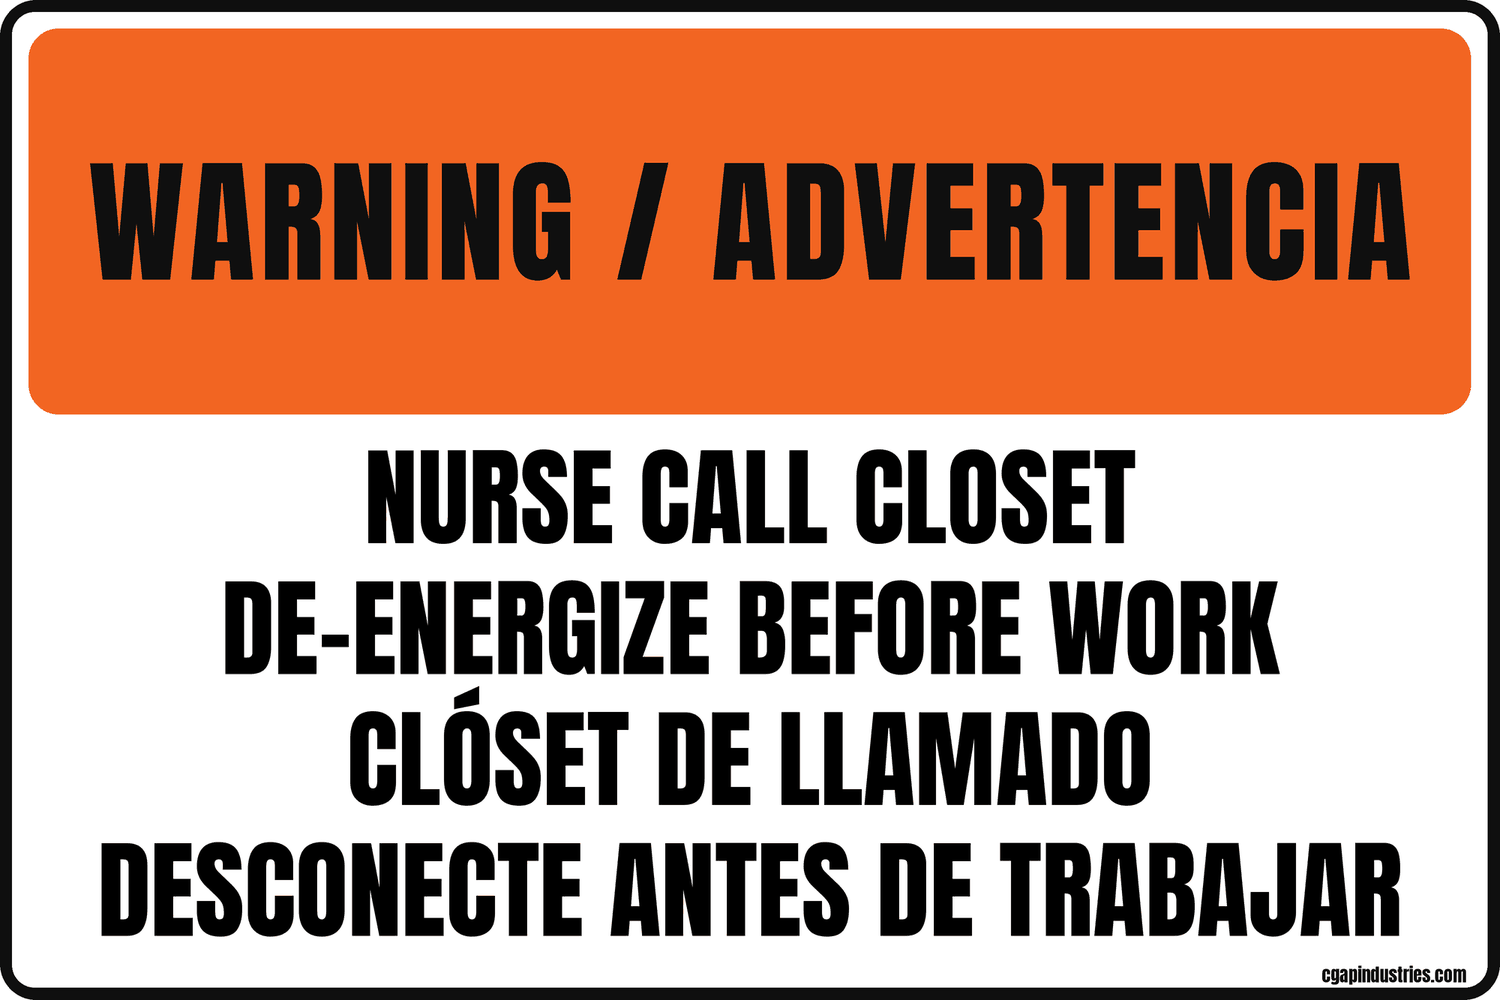 WARNING / ADVERTENCIA
NURSE CALL CLOSET
DE-ENERGIZE BEFORE WORK
CLÓSET DE LLAMADO
DESCONECTE ANTES DE TRABAJAR
cgapindustries.com